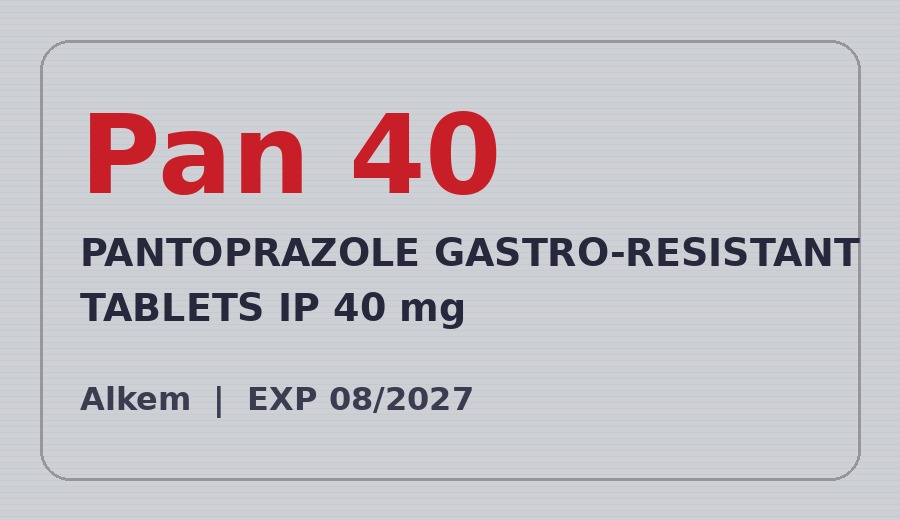 Pan 40
PANTOPRAZOLE GASTRO-RESISTANT
TABLETS IP 40 mg
Alkem | EXP 08/2027